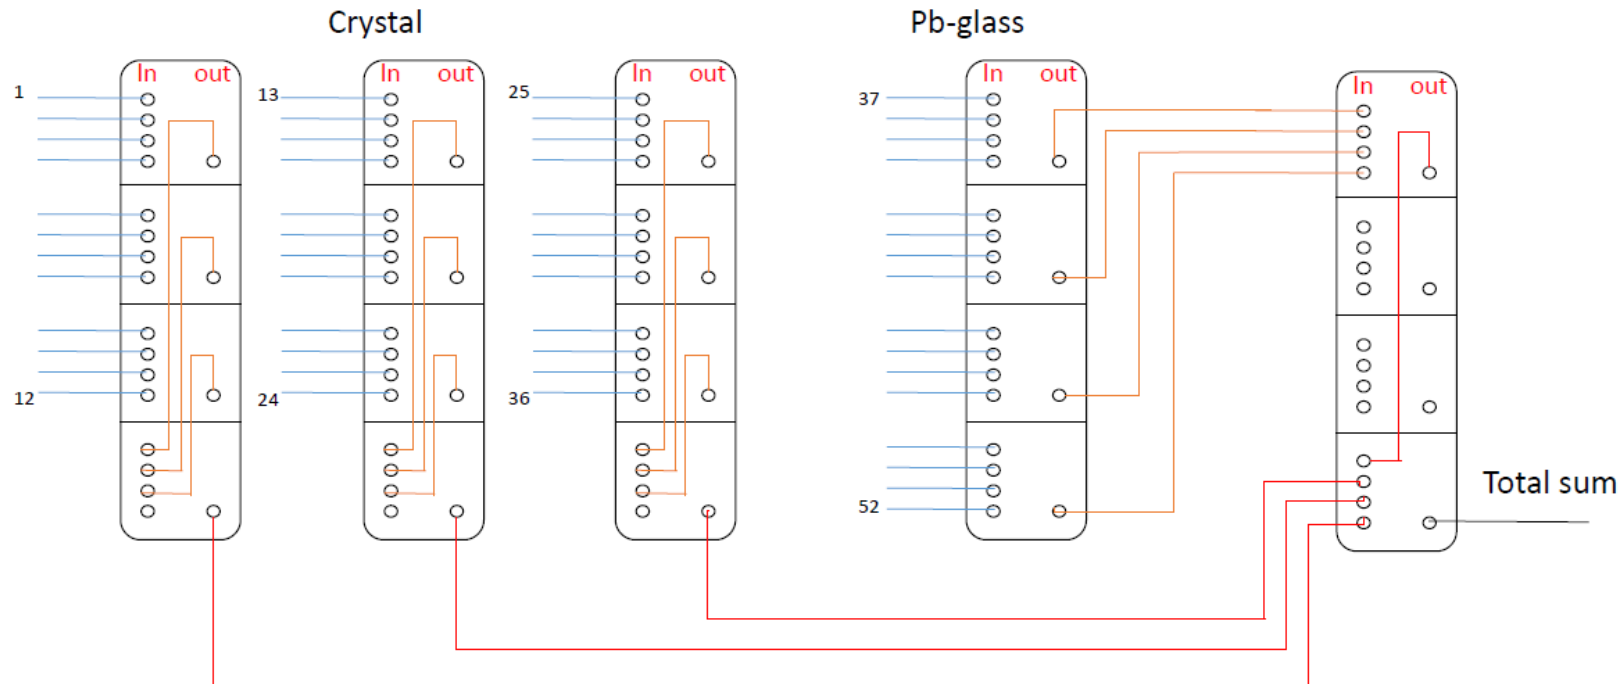 Crystal
Pb-glass
In out
In out
In out
In out
In out
1
13
25
37
12
24
36
52
Total sum